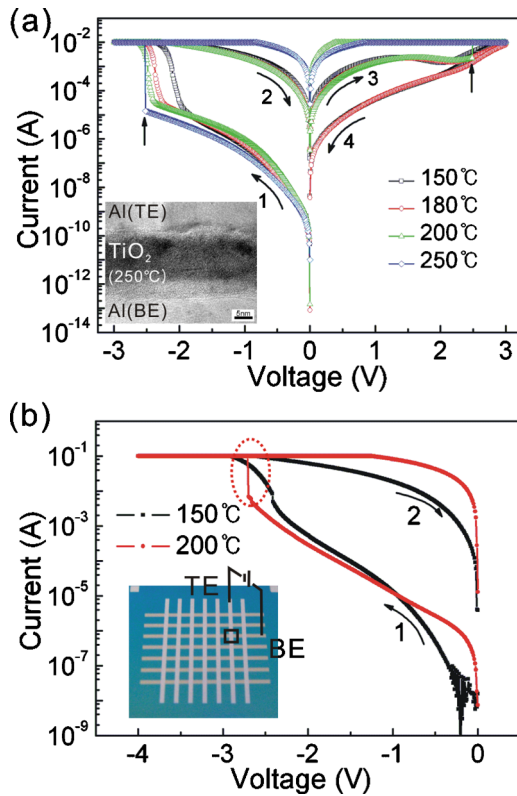 (a)
10⁻²
10⁻⁴
10⁻⁶
10⁻⁸
10⁻¹⁰
10⁻¹²
10⁻¹⁴
Current (A)
2
3
4
1
150℃
180℃
200℃
250℃
Al(TE)
TiO₂
(250℃)
Al(BE)
5nm
-3 -2 -1 0 1 2 3
Voltage (V)
(b)
10⁻¹
10⁻³
10⁻⁵
10⁻⁷
10⁻⁹
Current (A)
150℃
200℃
2
1
TE
BE
-4 -3 -2 -1 0
Voltage (V)